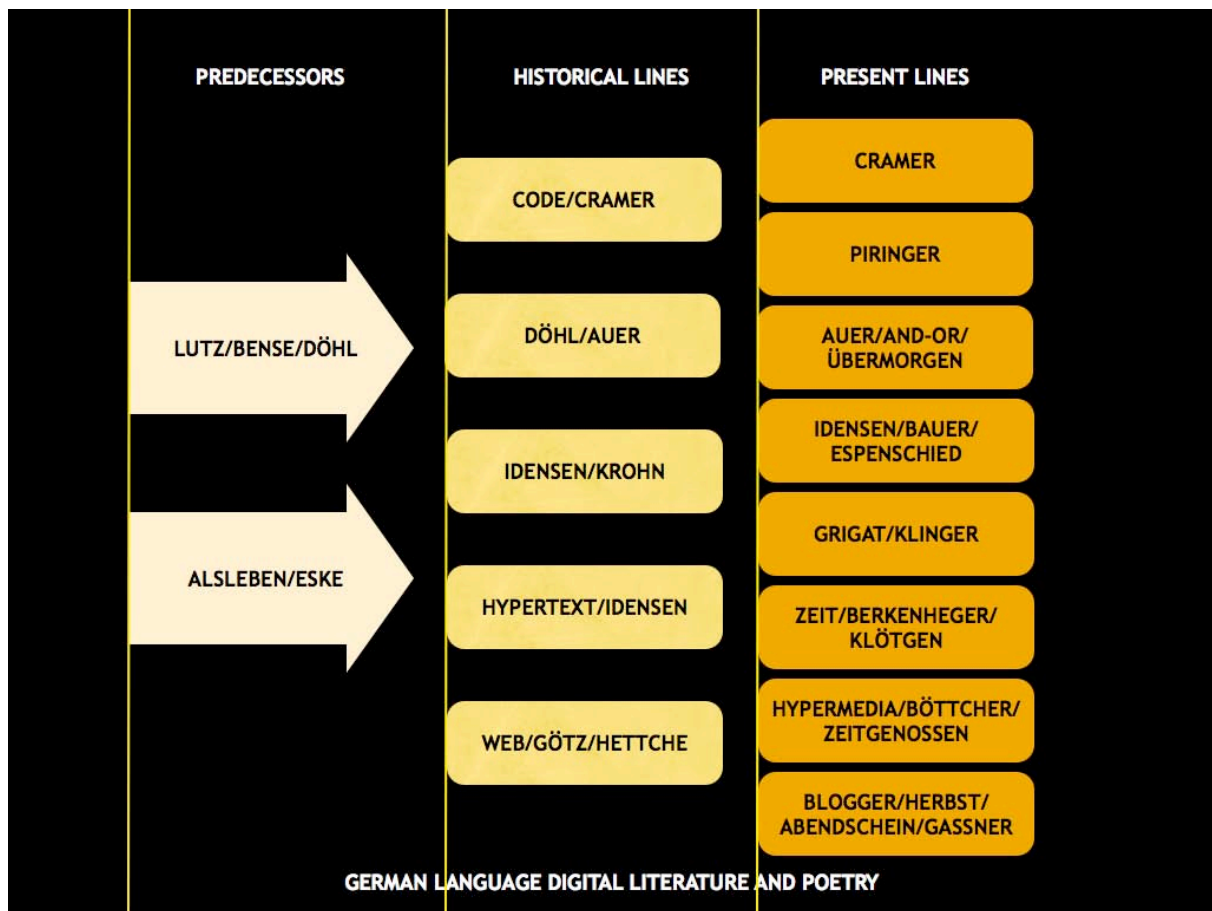 PREDECESSORS
LUTZ/BENSE/DÖHL
ALSLEBEN/ESKE
HISTORICAL LINES
CODE/CRAMER
DÖHL/AUER
IDENSEN/KROHN
HYPERTEXT/IDENSEN
WEB/GÖTZ/HETTCHE
PRESENT LINES
CRAMER
PIRINGER
AUER/AND-OR/
ÜBERMORGEN
IDENSEN/BAUER/
ESPENSCHIED
GRIGAT/KLINGER
ZEIT/BERKENHEGER/
KLÖTGEN
HYPERMEDIA/BÖTTCHER/
ZEITGENOSSEN
BLOGGER/HERBST/
ABENDSCHEIN/GASSNER
GERMAN LANGUAGE DIGITAL LITERATURE AND POETRY